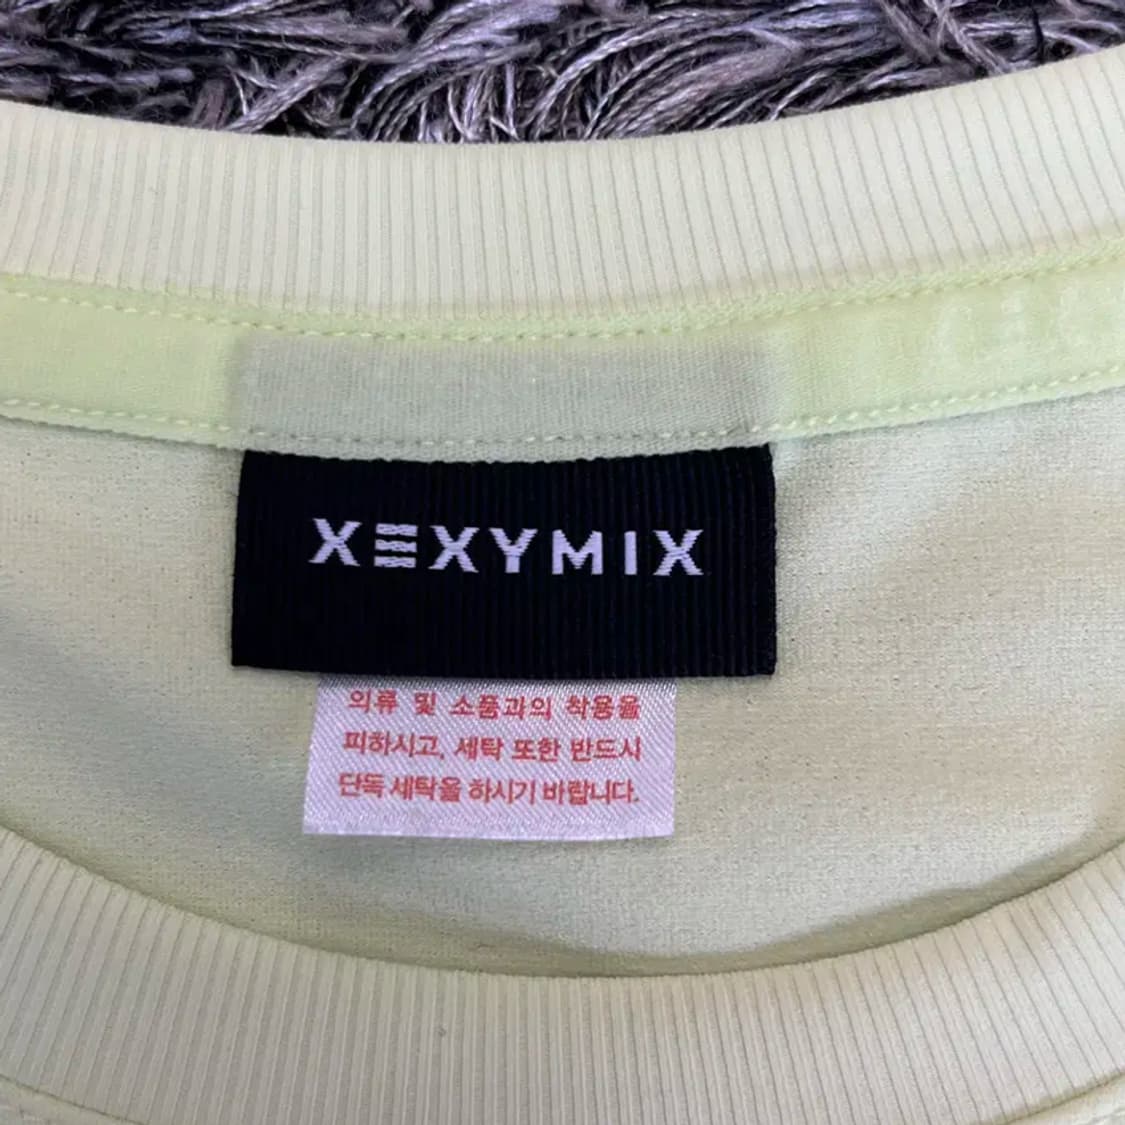 XEXYMIX
의류 및 소품과의 착용을
피하시고, 세탁 또한 반드시
단독 세탁을 하시기 바랍니다.